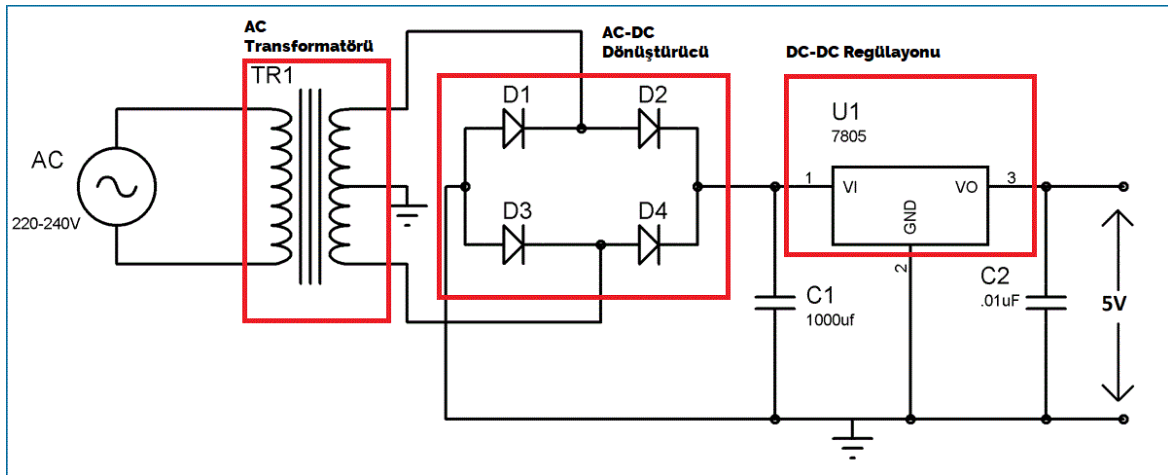 AC
Transformatörü
AC-DC
Dönüştürücü
DC-DC Regülayonu
TR1
D1
D2
U1
7805
AC
220-240V
1
VI
VO
3
GND
2
D3
D4
C1
1000uf
C2
.01uF
5V